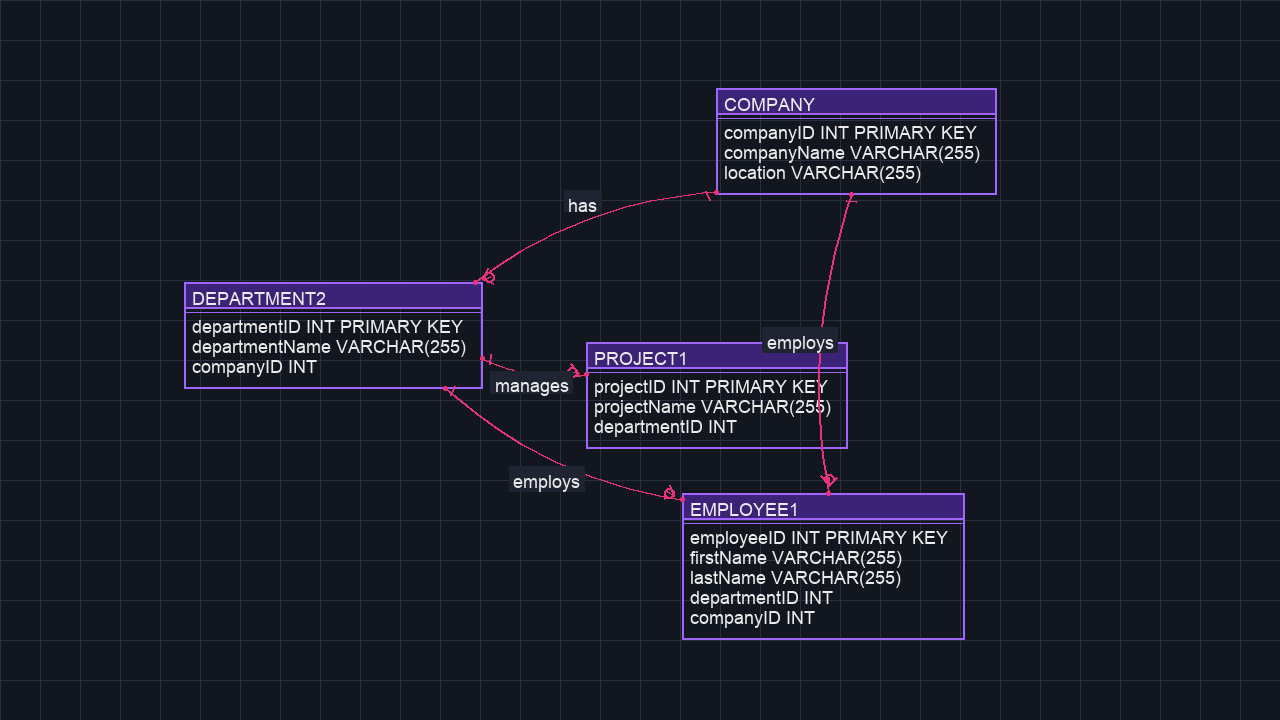 COMPANY
companyID INT PRIMARY KEY
companyName VARCHAR(255)
location VARCHAR(255)
has
DEPARTMENT2
departmentID INT PRIMARY KEY
departmentName VARCHAR(255)
companyID INT
employs
PROJECT1
projectID INT PRIMARY KEY
projectName VARCHAR(255)
departmentID INT
manages
employs
EMPLOYEE1
employeeID INT PRIMARY KEY
firstName VARCHAR(255)
lastName VARCHAR(255)
departmentID INT
companyID INT